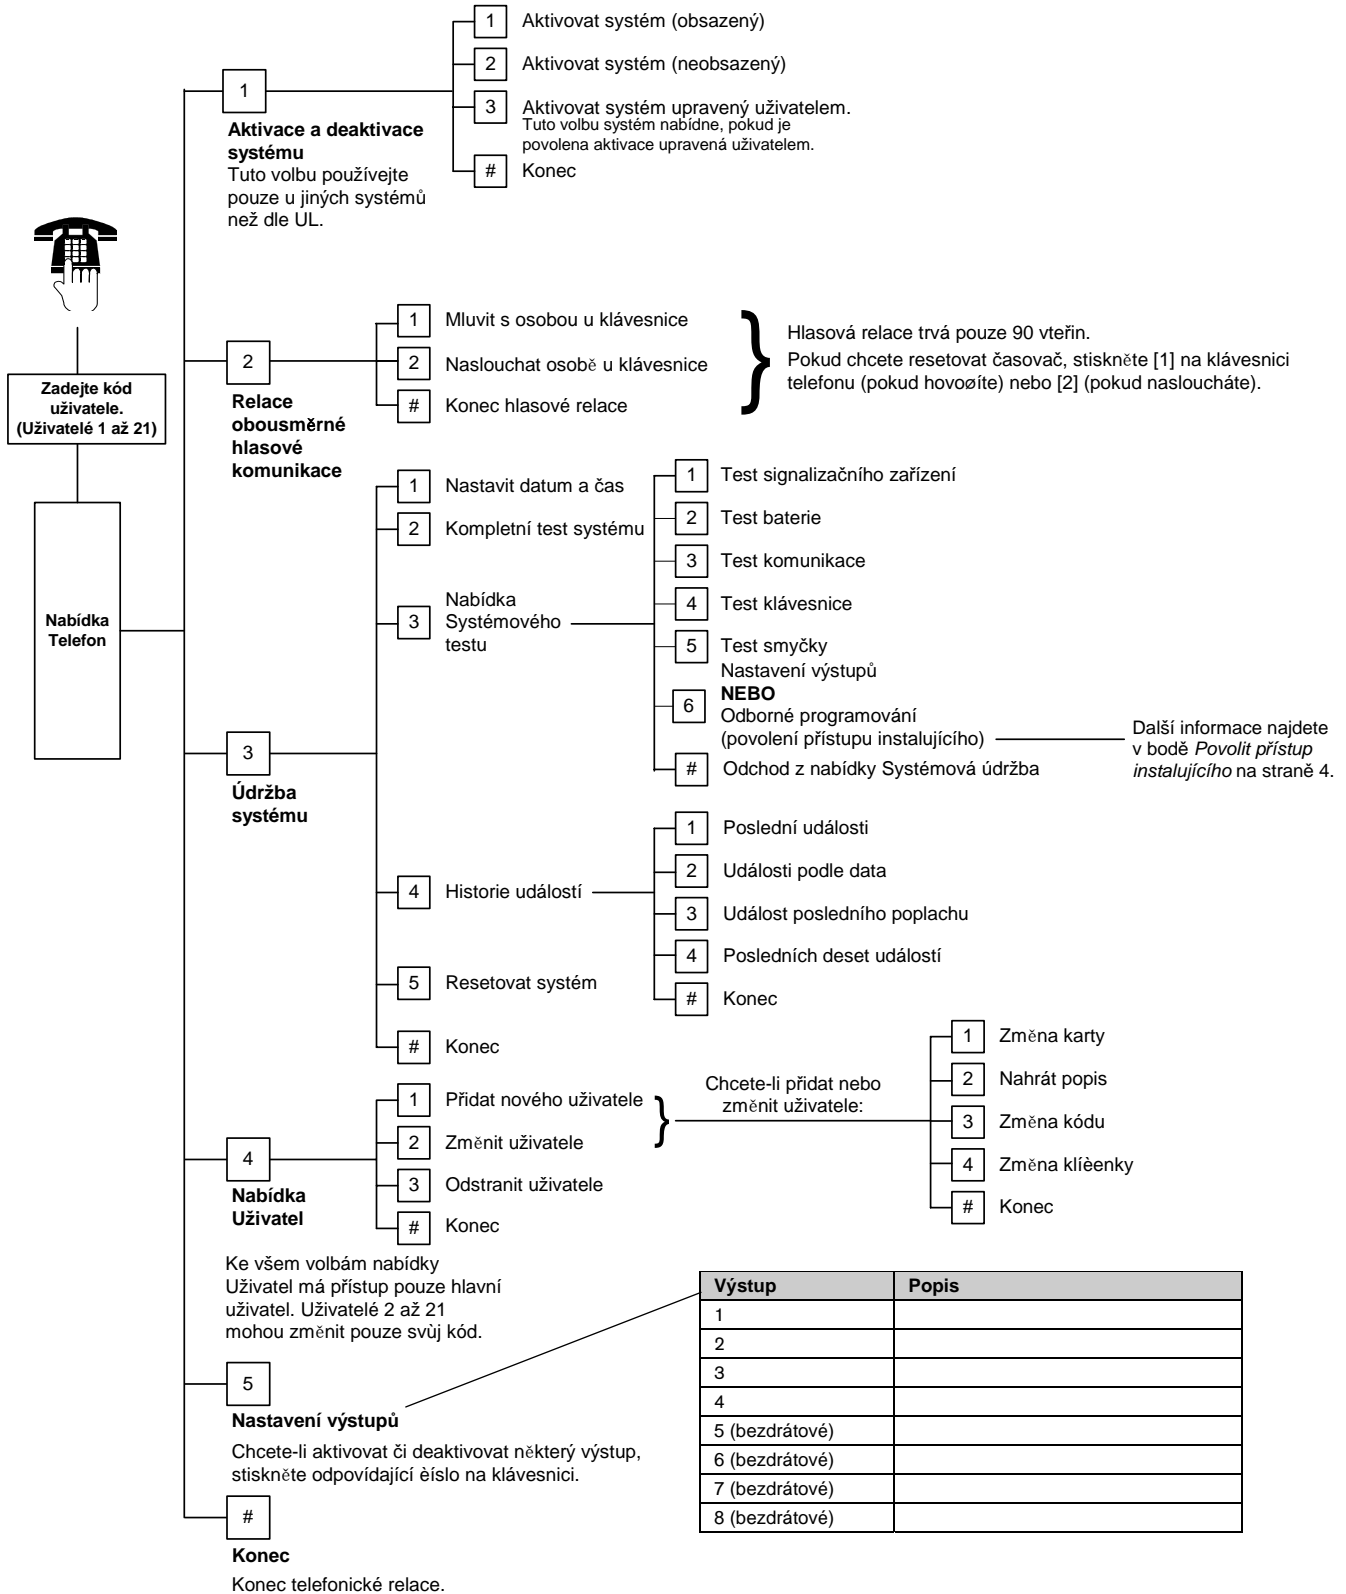 1 Aktivovat systém (obsazený)
2 Aktivovat systém (neobsazený)
3 Aktivovat systém upravený uživatelem.
Tuto volbu systém nabídne, pokud je
povolena aktivace upravená uživatelem.
# Konec
1
Aktivace a deaktivace
systému
Tuto volbu používejte
pouze u jiných systémů
než dle UL.
Zadejte kód
uživatele.
(Uživatelé 1 až 21)
Nabídka
Telefon
2
Relace
obousměrné
hlasové
komunikace
1 Mluvit s osobou u klávesnice
2 Naslouchat osobě u klávesnice
# Konec hlasové relace
Hlasová relace trvá pouze 90 vteřin.
Pokud chcete resetovat časovač, stiskněte [1] na klávesnici
telefonu (pokud hovoøíte) nebo [2] (pokud nasloucháte).
3
Údržba
systému
1 Nastavit datum a čas
2 Kompletní test systému
3 Nabídka
Systémového
testu
1 Test signalizačního zařízení
2 Test baterie
3 Test komunikace
4 Test klávesnice
5 Test smyčky
6 Nastavení výstupů
NEBO
Odborné programování
(povolení přístupu instalujícího)
# Odchod z nabídky Systémová údržba
Další informace najdete
v bodě Povolit přístup
instalujícího na straně 4.
4 Historie událostí
1 Poslední události
2 Události podle data
3 Událost posledního poplachu
4 Posledních deset událostí
# Konec
5 Resetovat systém
# Konec
4
Nabídka
Uživatel
Ke všem volbám nabídky
Uživatel má přístup pouze hlavní
uživatel. Uživatelé 2 až 21
mohou změnit pouze svùj kód.
1 Přidat nového uživatele
2 Změnit uživatele
3 Odstranit uživatele
# Konec
Chcete-li přidat nebo
změnit uživatele:
1 Změna karty
2 Nahrát popis
3 Změna kódu
4 Změna klíèenky
# Konec
5
Nastavení výstupů
Chcete-li aktivovat či deaktivovat některý výstup,
stiskněte odpovídající èíslo na klávesnici.
Výstup Popis
1
2
3
4
5 (bezdrátové)
6 (bezdrátové)
7 (bezdrátové)
8 (bezdrátové)
#
Konec
Konec telefonické relace.